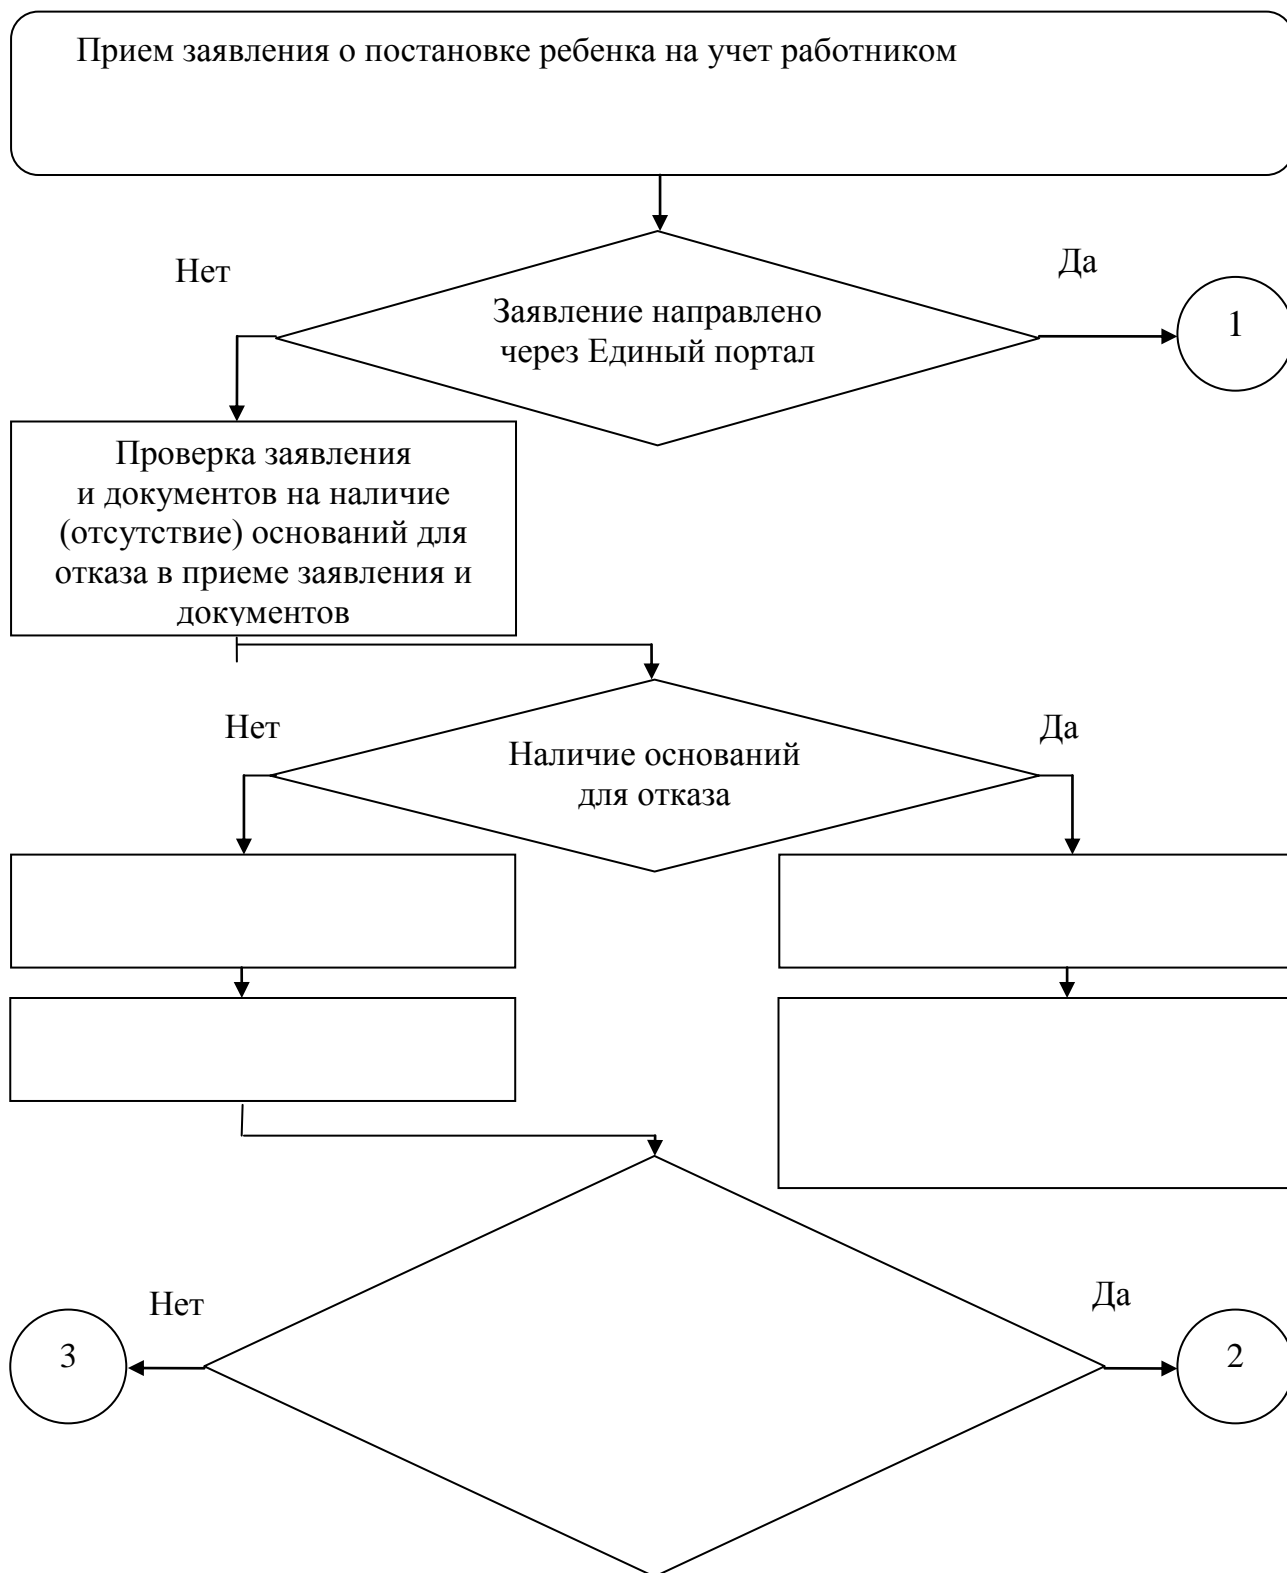 Прием заявления о постановке ребенка на учет работником
Нет
Да
Заявление направлено
через Единый портал
1
Проверка заявления
и документов на наличие
(отсутствие) оснований для
отказа в приеме заявления и
документов
Нет
Да
Наличие оснований
для отказа
Нет
Да
3
2